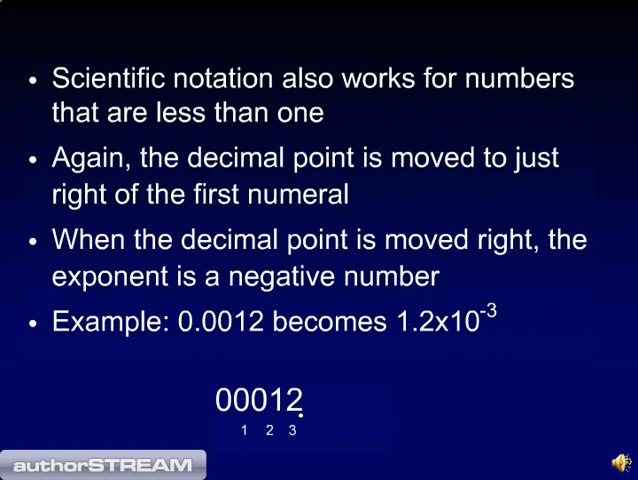 • Scientific notation also works for numbers
that are less than one
• Again, the decimal point is moved to just
right of the first numeral
• When the decimal point is moved right, the
exponent is a negative number
• Example: 0.0012 becomes 1.2x10⁻³
00012.
1 2 3
authorSTREAM